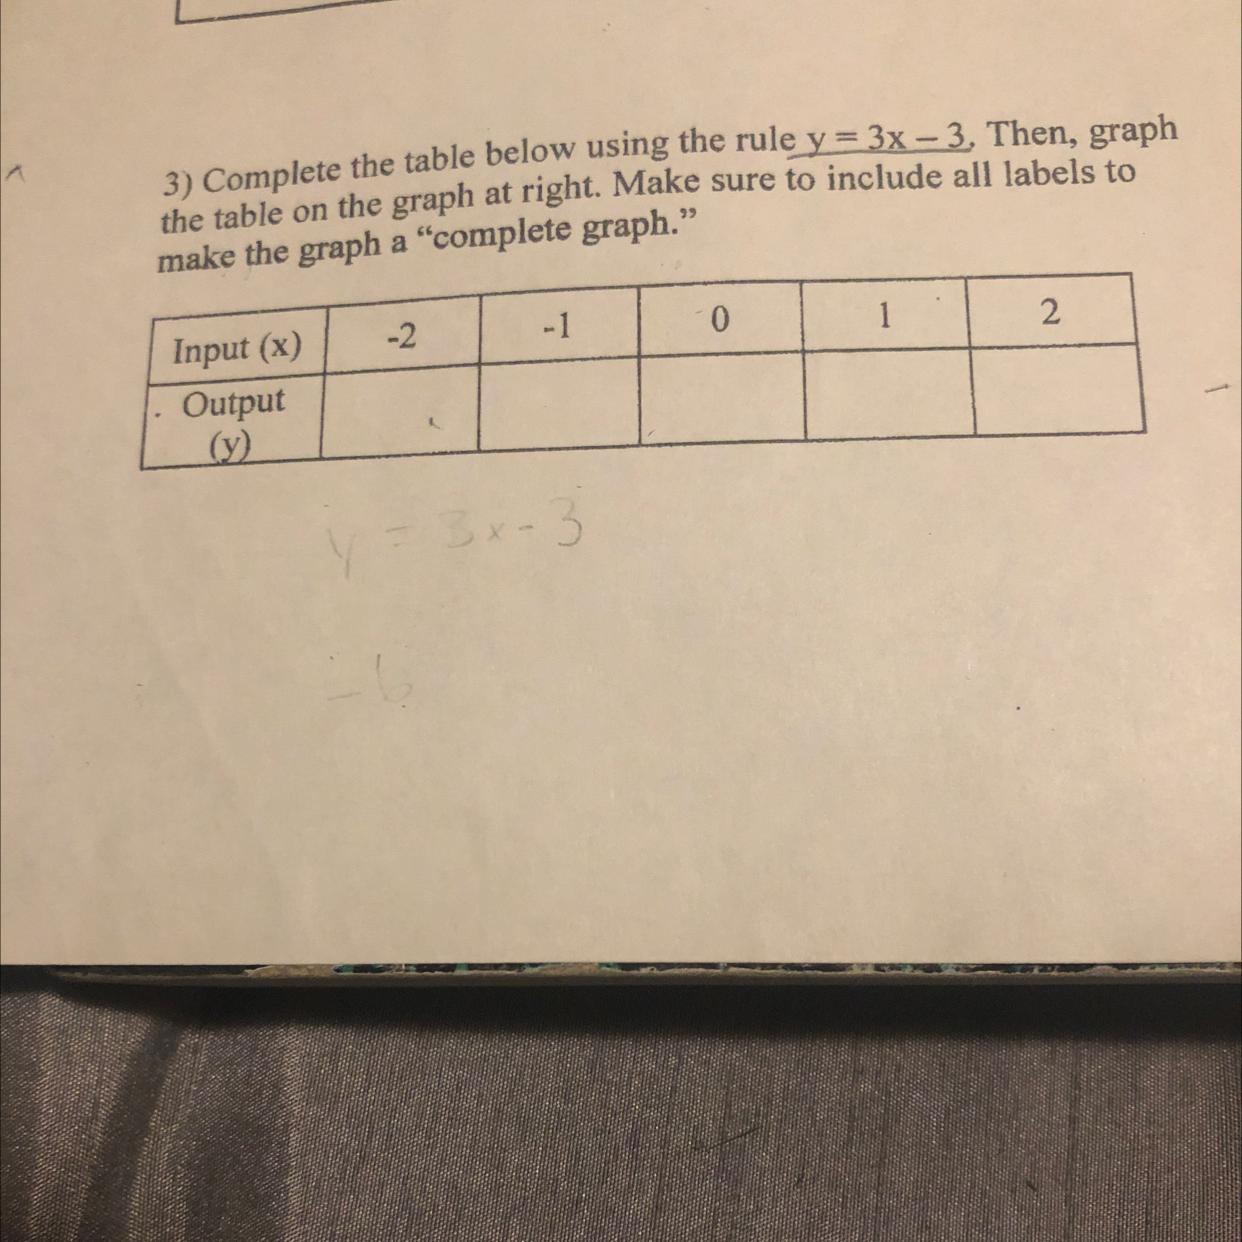 3) Complete the table below using the rule y = 3x – 3. Then, graph
the table on the graph at right. Make sure to include all labels to
make the graph a “complete graph.”
Input (x) -2 -1 0 1 2
Output
(y)
y = 3x - 3
-6